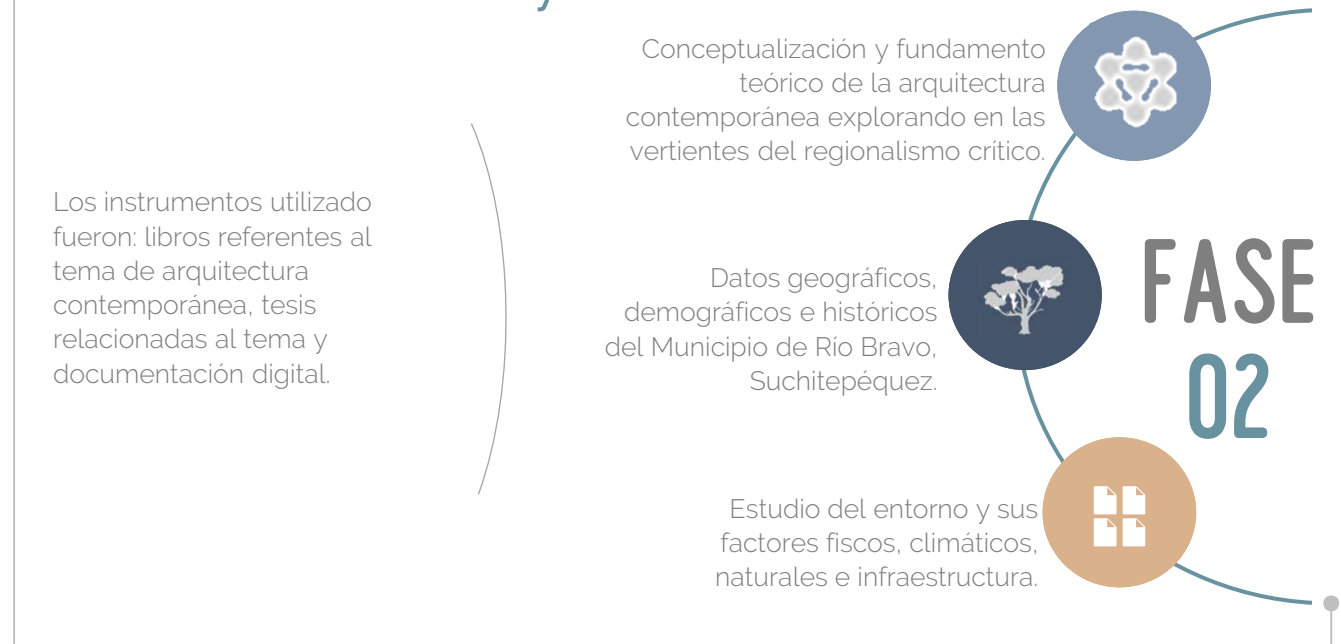 Conceptualización y fundamento
teórico de la arquitectura
contemporánea explorando en las
vertientes del regionalismo crítico.
Los instrumentos utilizado
fueron: libros referentes al
tema de arquitectura
contemporánea, tesis
relacionadas al tema y
documentación digital.
Datos geográficos,
demográficos e históricos
del Municipio de Río Bravo,
Suchitepéquez.
FASE
02
Estudio del entorno y sus
factores fiscos, climáticos,
naturales e infraestructura.